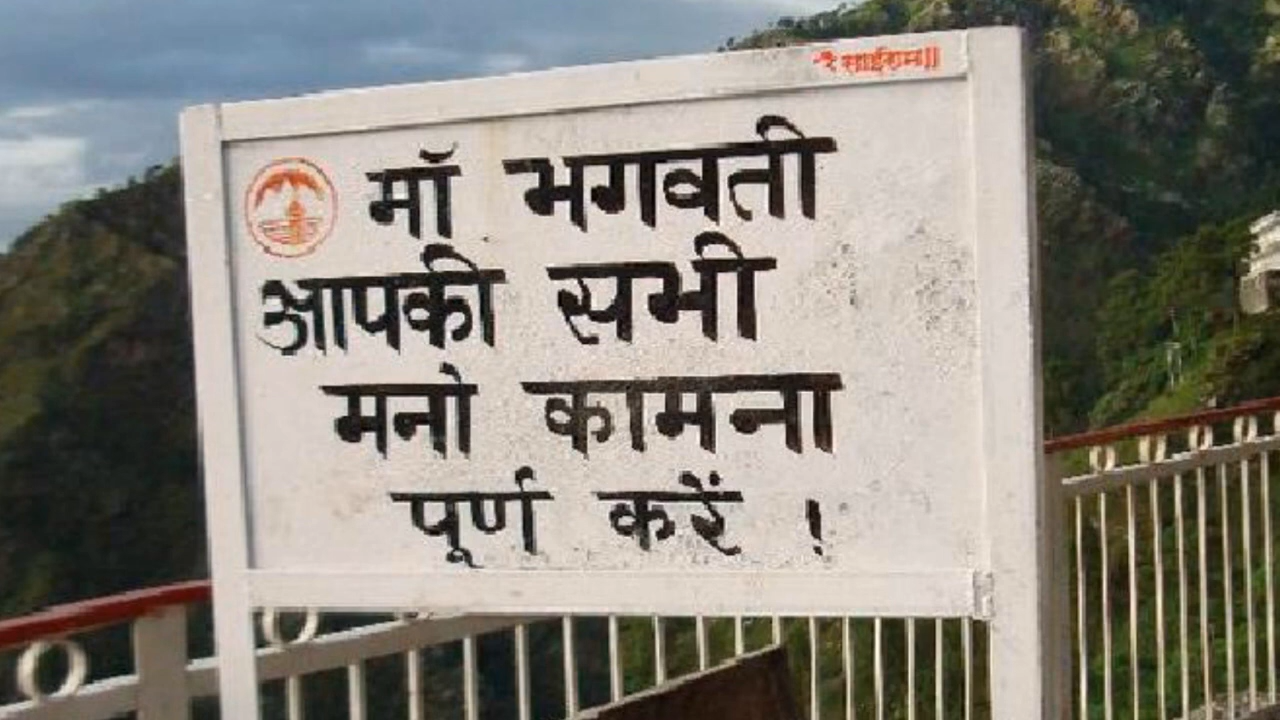 साईराम॥
मॉं भगवती
आपकी सभी
मनो कामना
पूर्ण करें !